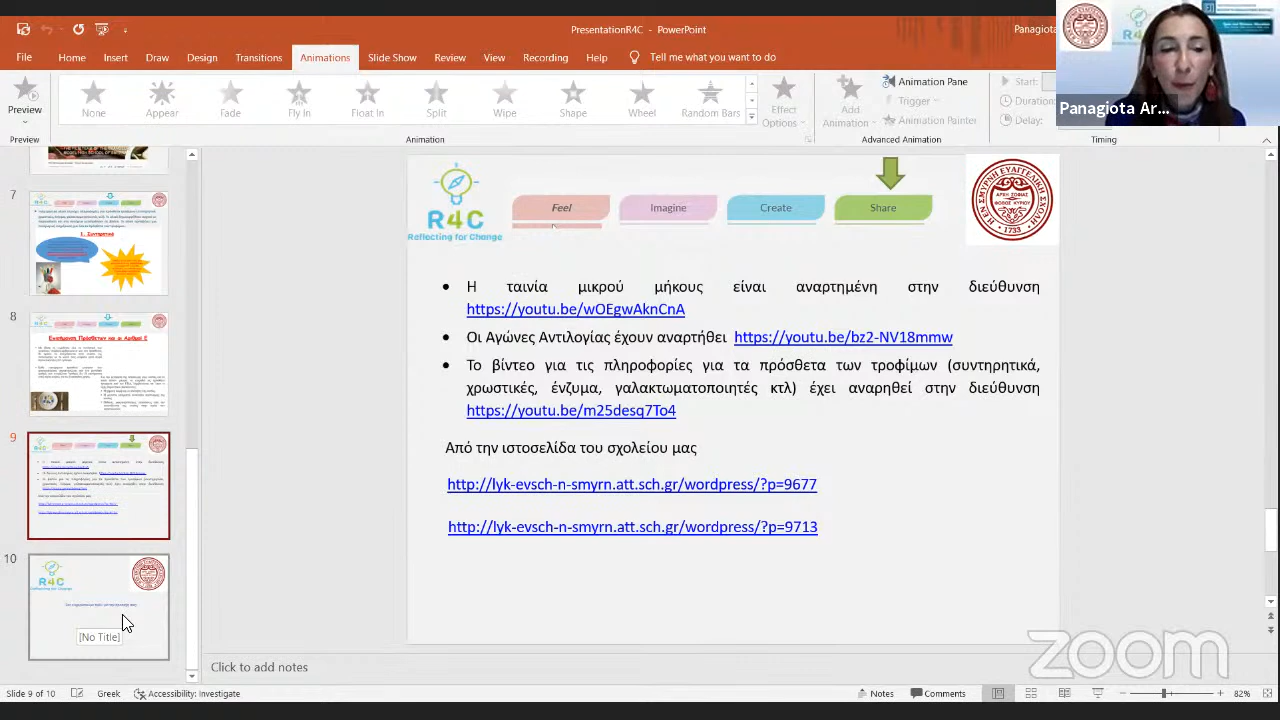 PresentationR4C - PowerPoint
Panagiota
File Home Insert Draw Design Transitions Animations Slide Show Review View Recording Help Tell me what you want to do
Preview
None Appear Fade Fly In Float In Split Wipe Shape Wheel Random Bars
Effect Options
Add Animation
Animation Pane
Trigger
Animation Painter
Start:
Duration:
Delay:
Preview Animation Advanced Animation Timing
Panagiota Ar...
R4C
Reflecting for Change
Feel Imagine Create Share
1733
Η ταινία μικρού μήκους είναι αναρτημένη στην διεύθυνση
https://youtu.be/wOEgwAknCnA
Οι Αγώνες Αντιλογίας έχουν αναρτηθεί https://youtu.be/bz2-NV18mmw
Το βίντεο για τις πληροφορίες για τα πρόσθετα των τροφίμων (συντηρητικά,
χρωστικές, ένζυμα, γαλακτωματοποιητές κτλ)
στην διεύθυνση
https://youtu.be/m25desq7To4
Από την ιστοσελίδα του σχολείου μας
http://lyk-evsch-n-smyrn.att.sch.gr/wordpress/?p=9677
http://lyk-evsch-n-smyrn.att.sch.gr/wordpress/?p=9713
7
8
9
10
R4C
Reflecting for Change
[No Title]
Click to add notes
zoom
Slide 9 of 10 Greek Accessibility: Investigate Notes Comments 82%